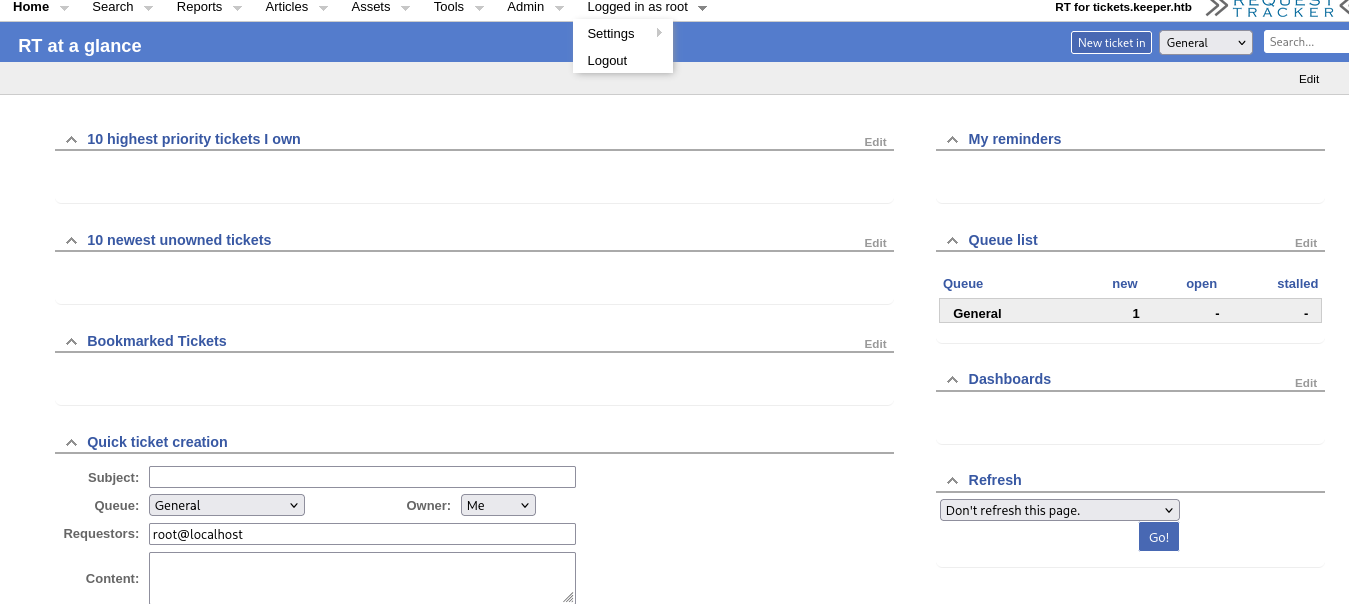 Home Search Reports Articles Assets Tools Admin Logged in as root RT for tickets.keeper.htb REQUEST TRACKER
Settings
Logout
RT at a glance New ticket in General Search...
Edit
10 highest priority tickets I own Edit
My reminders
10 newest unowned tickets Edit
Queue list Edit
Queue new open stalled
General 1 - -
Bookmarked Tickets Edit
Dashboards Edit
Quick ticket creation
Subject:
Queue: General Owner: Me
Requestors: root@localhost
Content:
Refresh
Don't refresh this page.
Go!